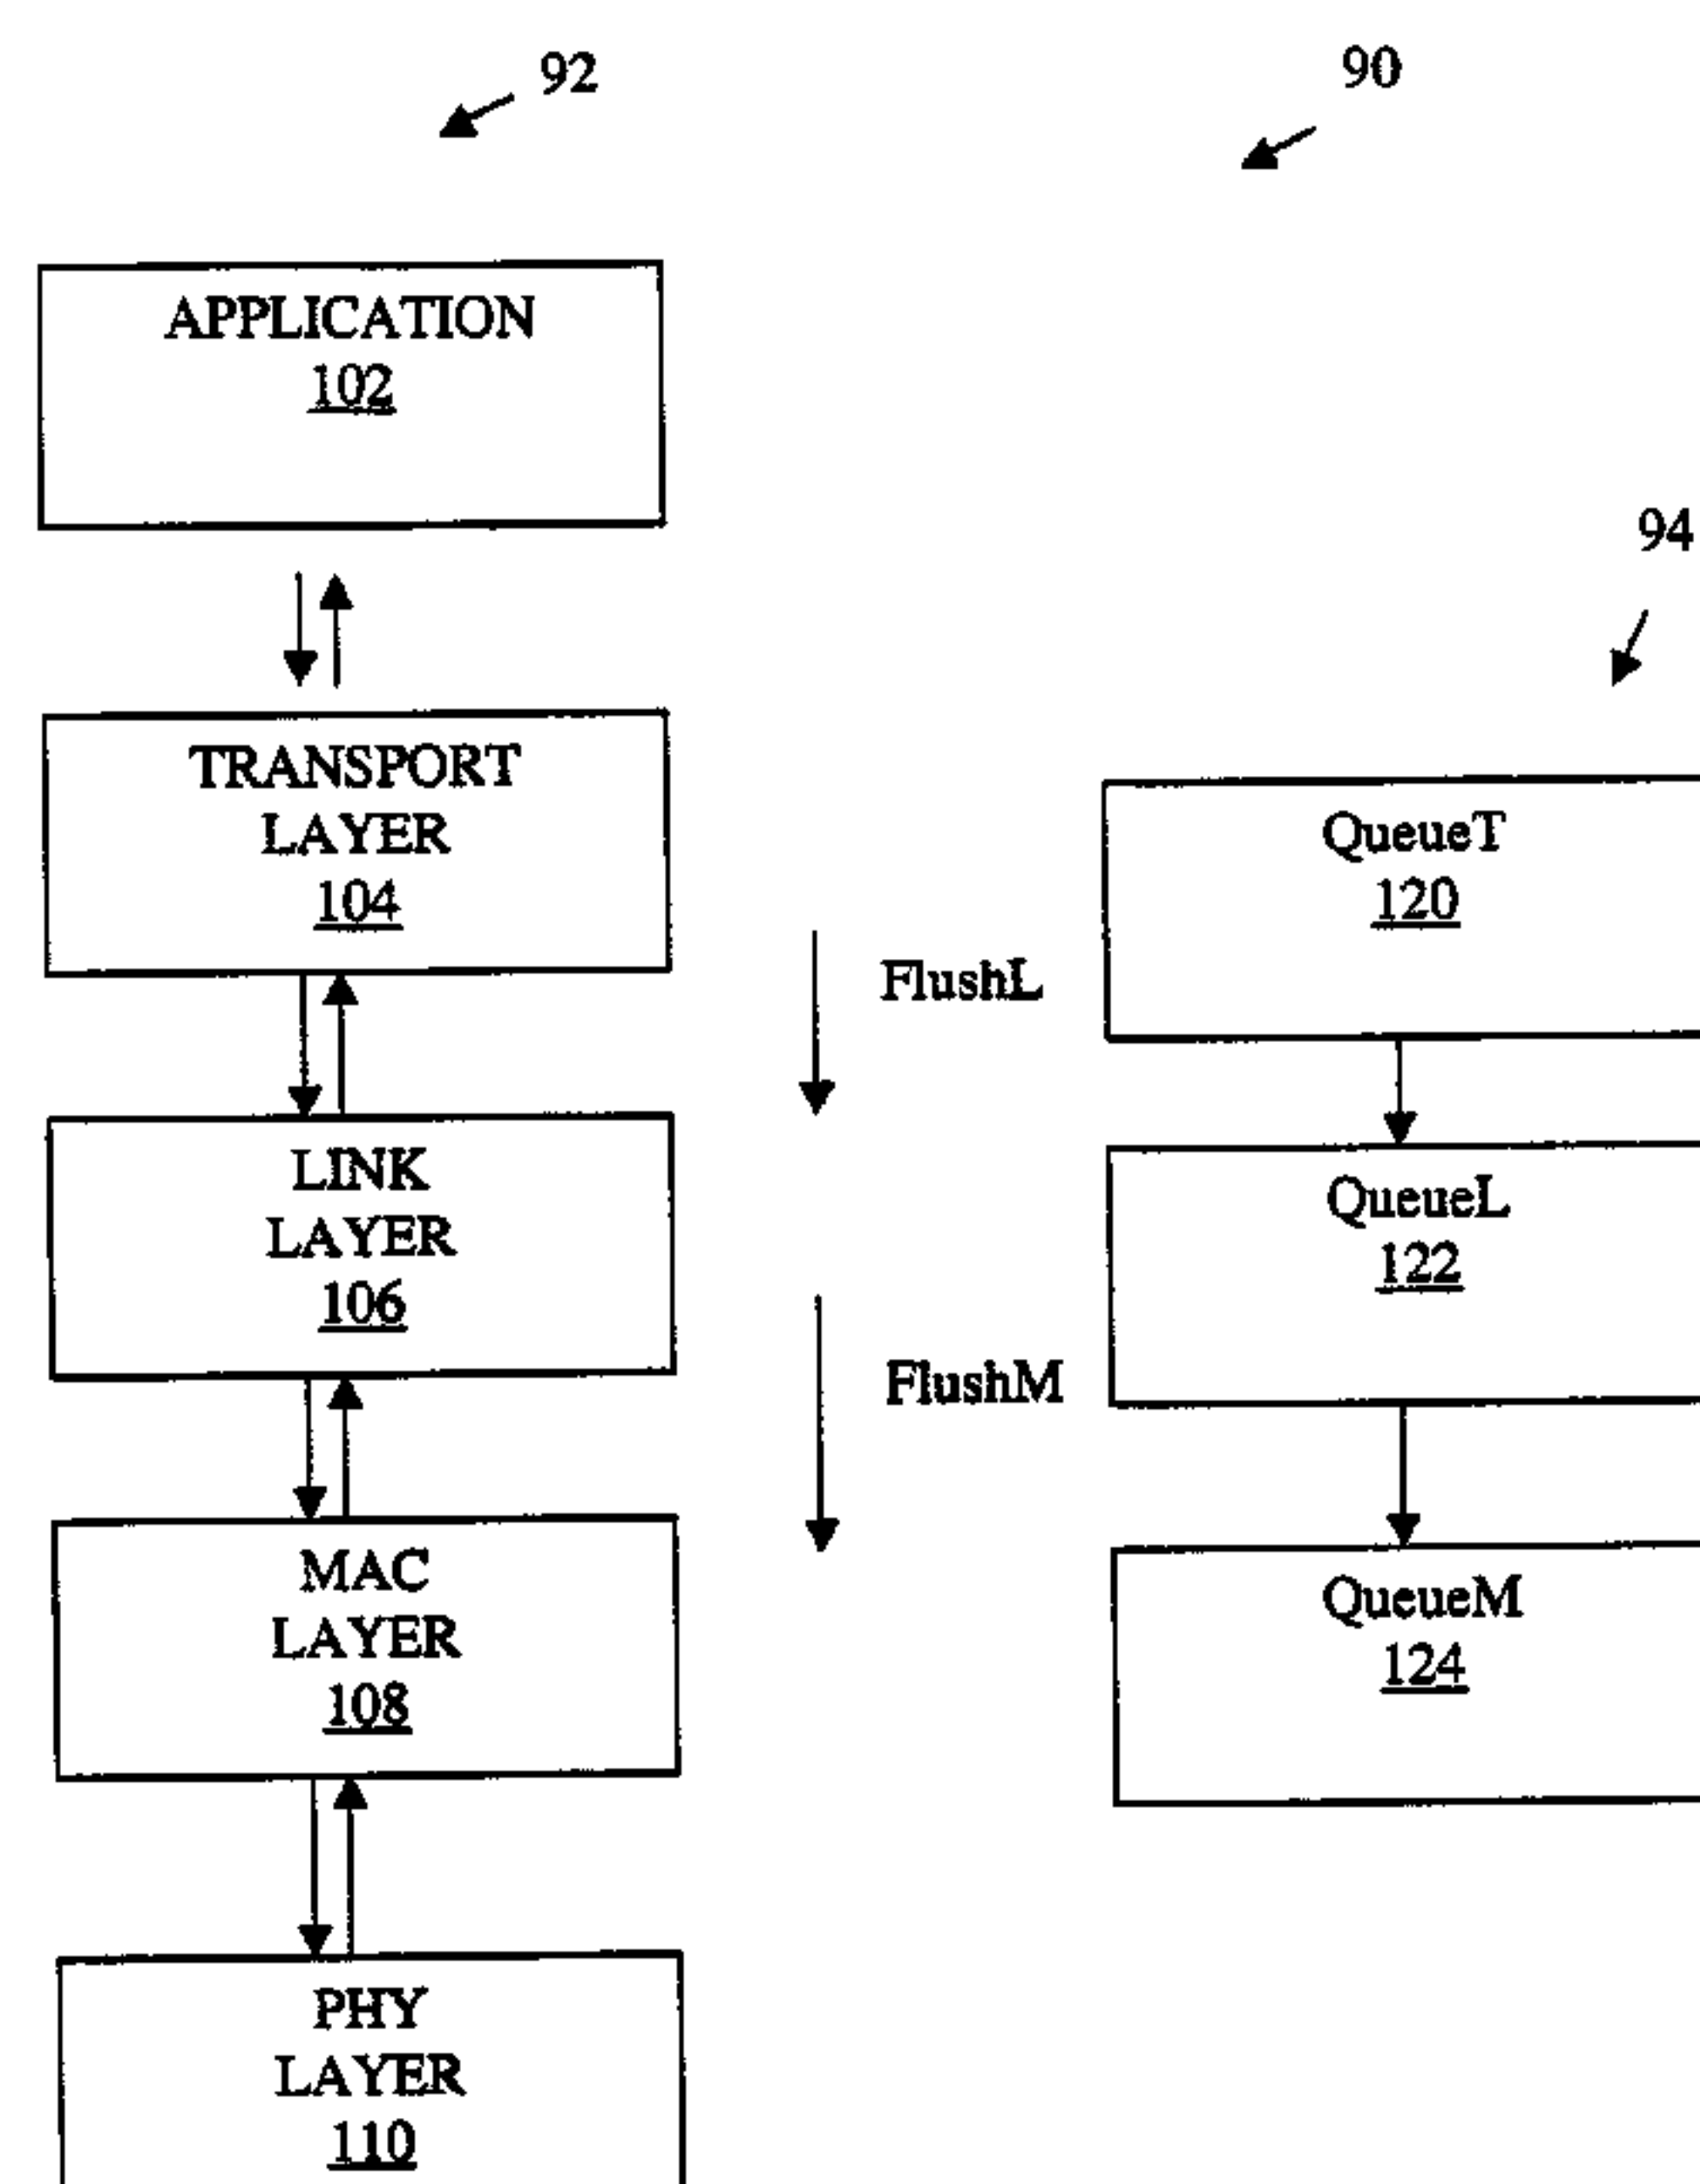 92
90
APPLICATION
102
94
TRANSPORT
LAYER
104
QueueT
120
FlushL
LINK
LAYER
106
QueueL
122
FlushM
MAC
LAYER
108
QueueM
124
PHY
LAYER
110